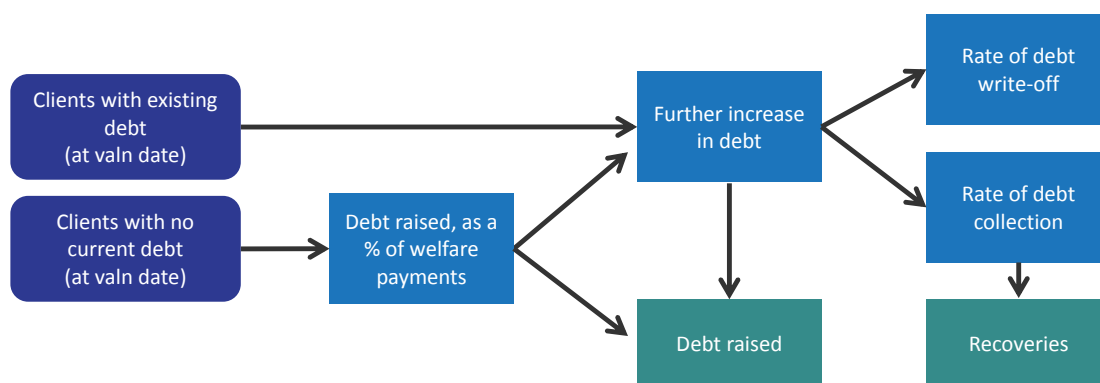 Clients with existing
debt
(at valn date)
Clients with no
current debt
(at valn date)
Debt raised, as a
% of welfare
payments
Further increase
in debt
Debt raised
Rate of debt
write-off
Rate of debt
collection
Recoveries